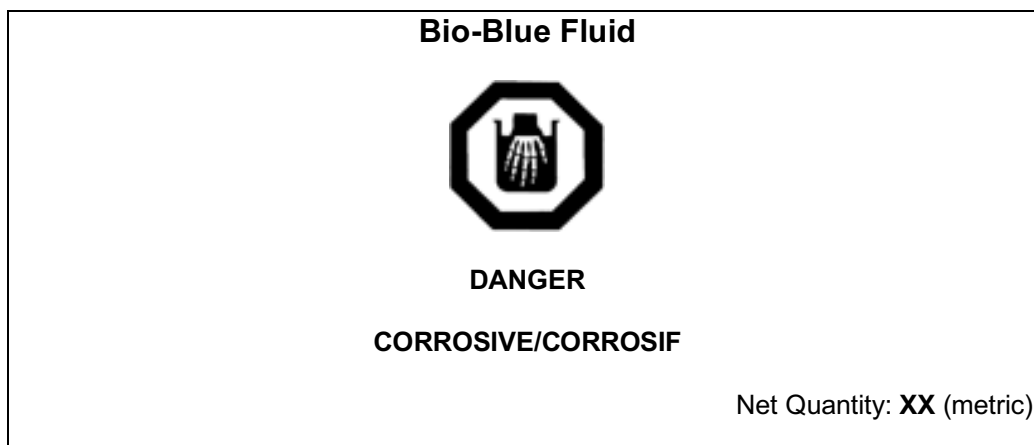 Bio-Blue Fluid
DANGER
CORROSIVE/CORROSIF
Net Quantity: XX (metric)